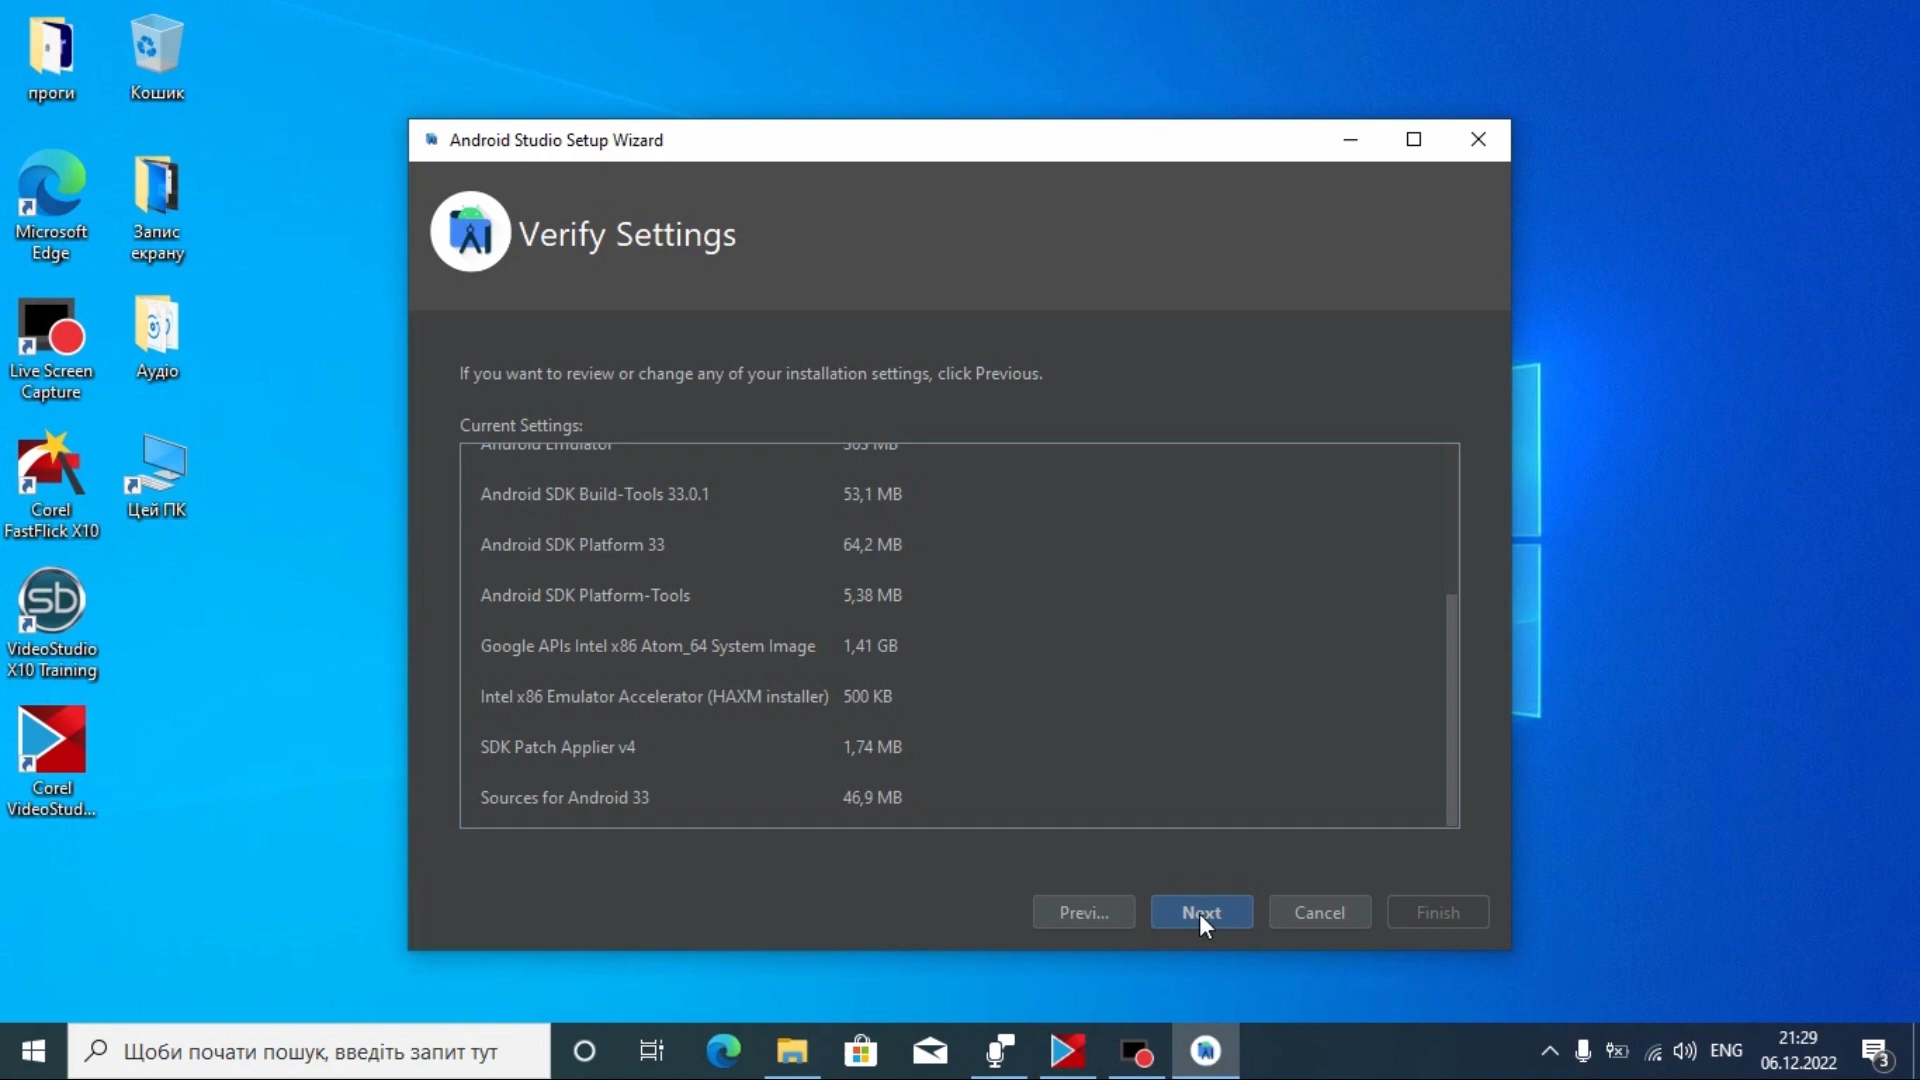 проги
Кошик
Microsoft
Edge
Запис
екрану
Live Screen
Capture
Аудіо
Corel
FastFlick X10
Цей ПК
VideoStudio
X10 Training
Corel
VideoStud...
Android Studio Setup Wizard
Verify Settings
If you want to review or change any of your installation settings, click Previous.
Current Settings:
Android Emulator
Android SDK Build-Tools 33.0.1 53,1 MB
Android SDK Platform 33 64,2 MB
Android SDK Platform-Tools 5,38 MB
Google APIs Intel x86 Atom_64 System Image 1,41 GB
Intel x86 Emulator Accelerator (HAXM installer) 500 KB
SDK Patch Applier v4 1,74 MB
Sources for Android 33 46,9 MB
Previ... Next Cancel Finish
Щоби почати пошук, введіть запит тут
ENG
21:29
06.12.2022
3